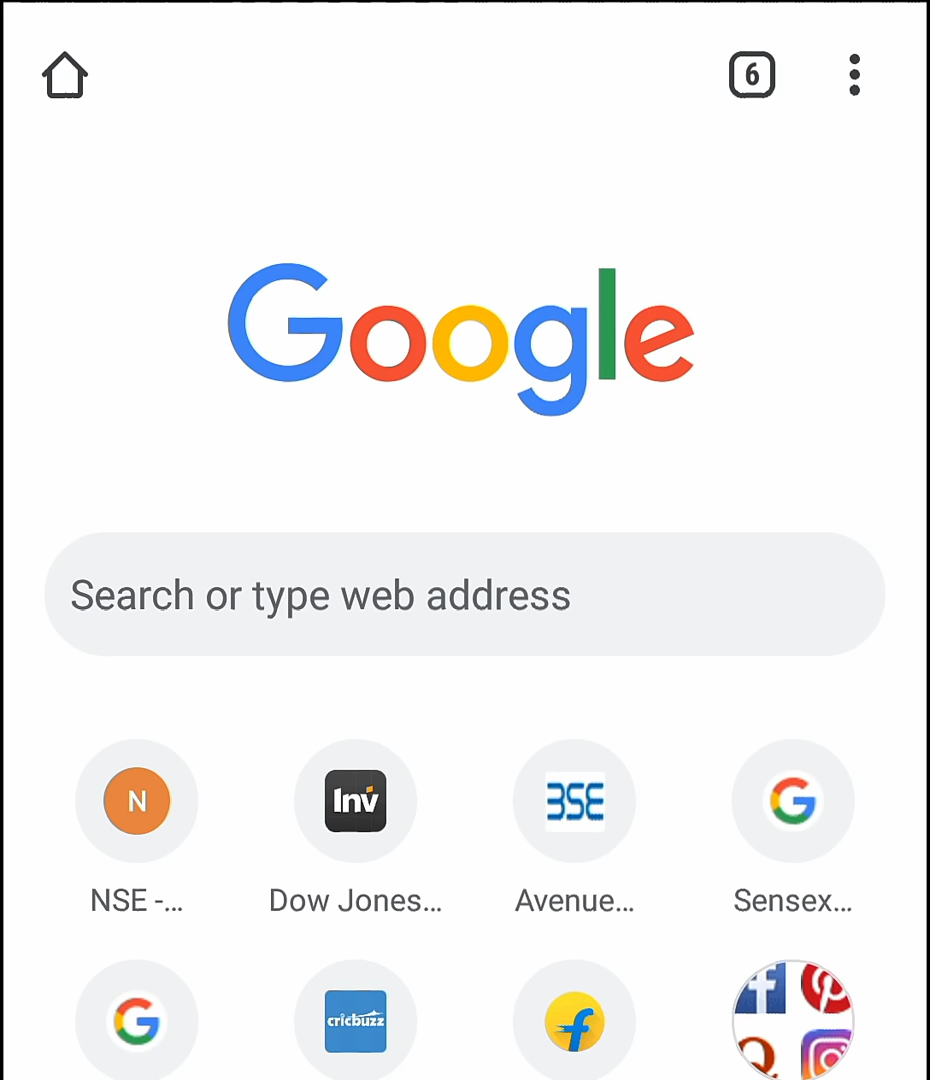 6
Google
Search or type web address
N
Inv
BSE
G
NSE -...
Dow Jones...
Avenue...
Sensex...
G
cricbuzz
f
f
Q